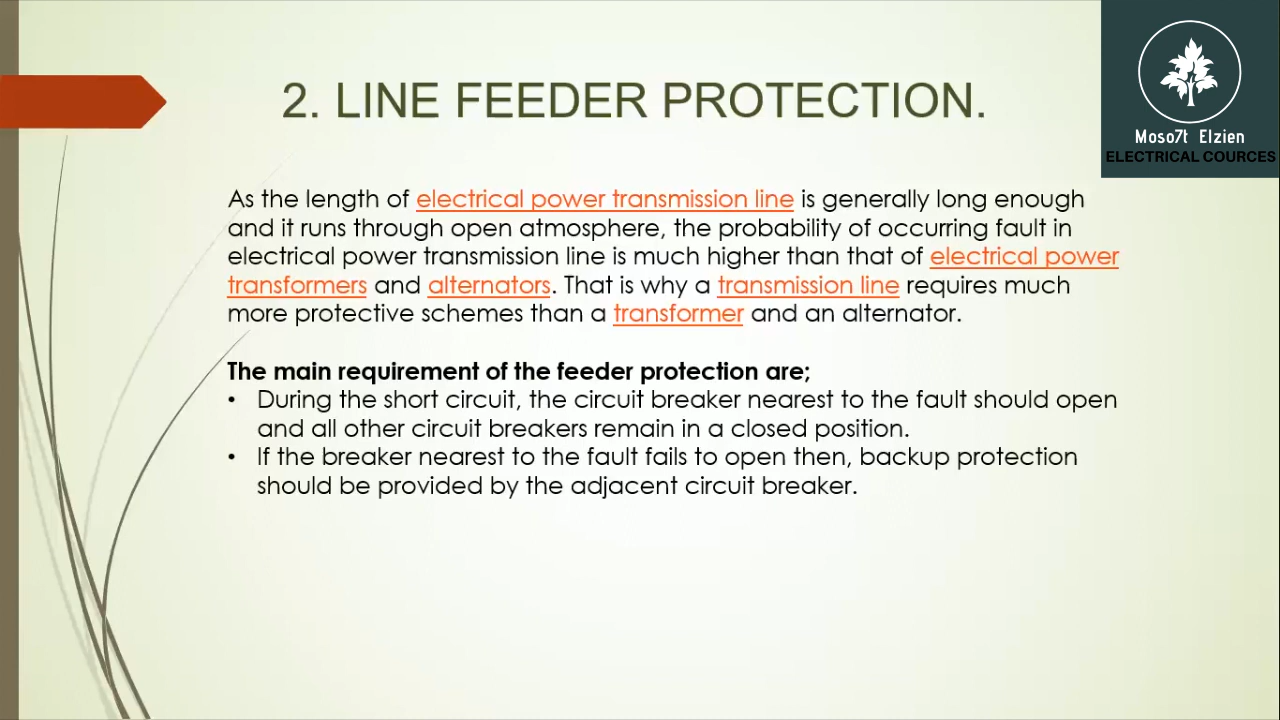 2. LINE FEEDER PROTECTION.
Moso7t Elzien
ELECTRICAL COURCES
As the length of electrical power transmission line is generally long enough
and it runs through open atmosphere, the probability of occurring fault in
electrical power transmission line is much higher than that of electrical power
transformers and alternators. That is why a transmission line requires much
more protective schemes than a transformer and an alternator.
The main requirement of the feeder protection are;
• During the short circuit, the circuit breaker nearest to the fault should open
and all other circuit breakers remain in a closed position.
• If the breaker nearest to the fault fails to open then, backup protection
should be provided by the adjacent circuit breaker.